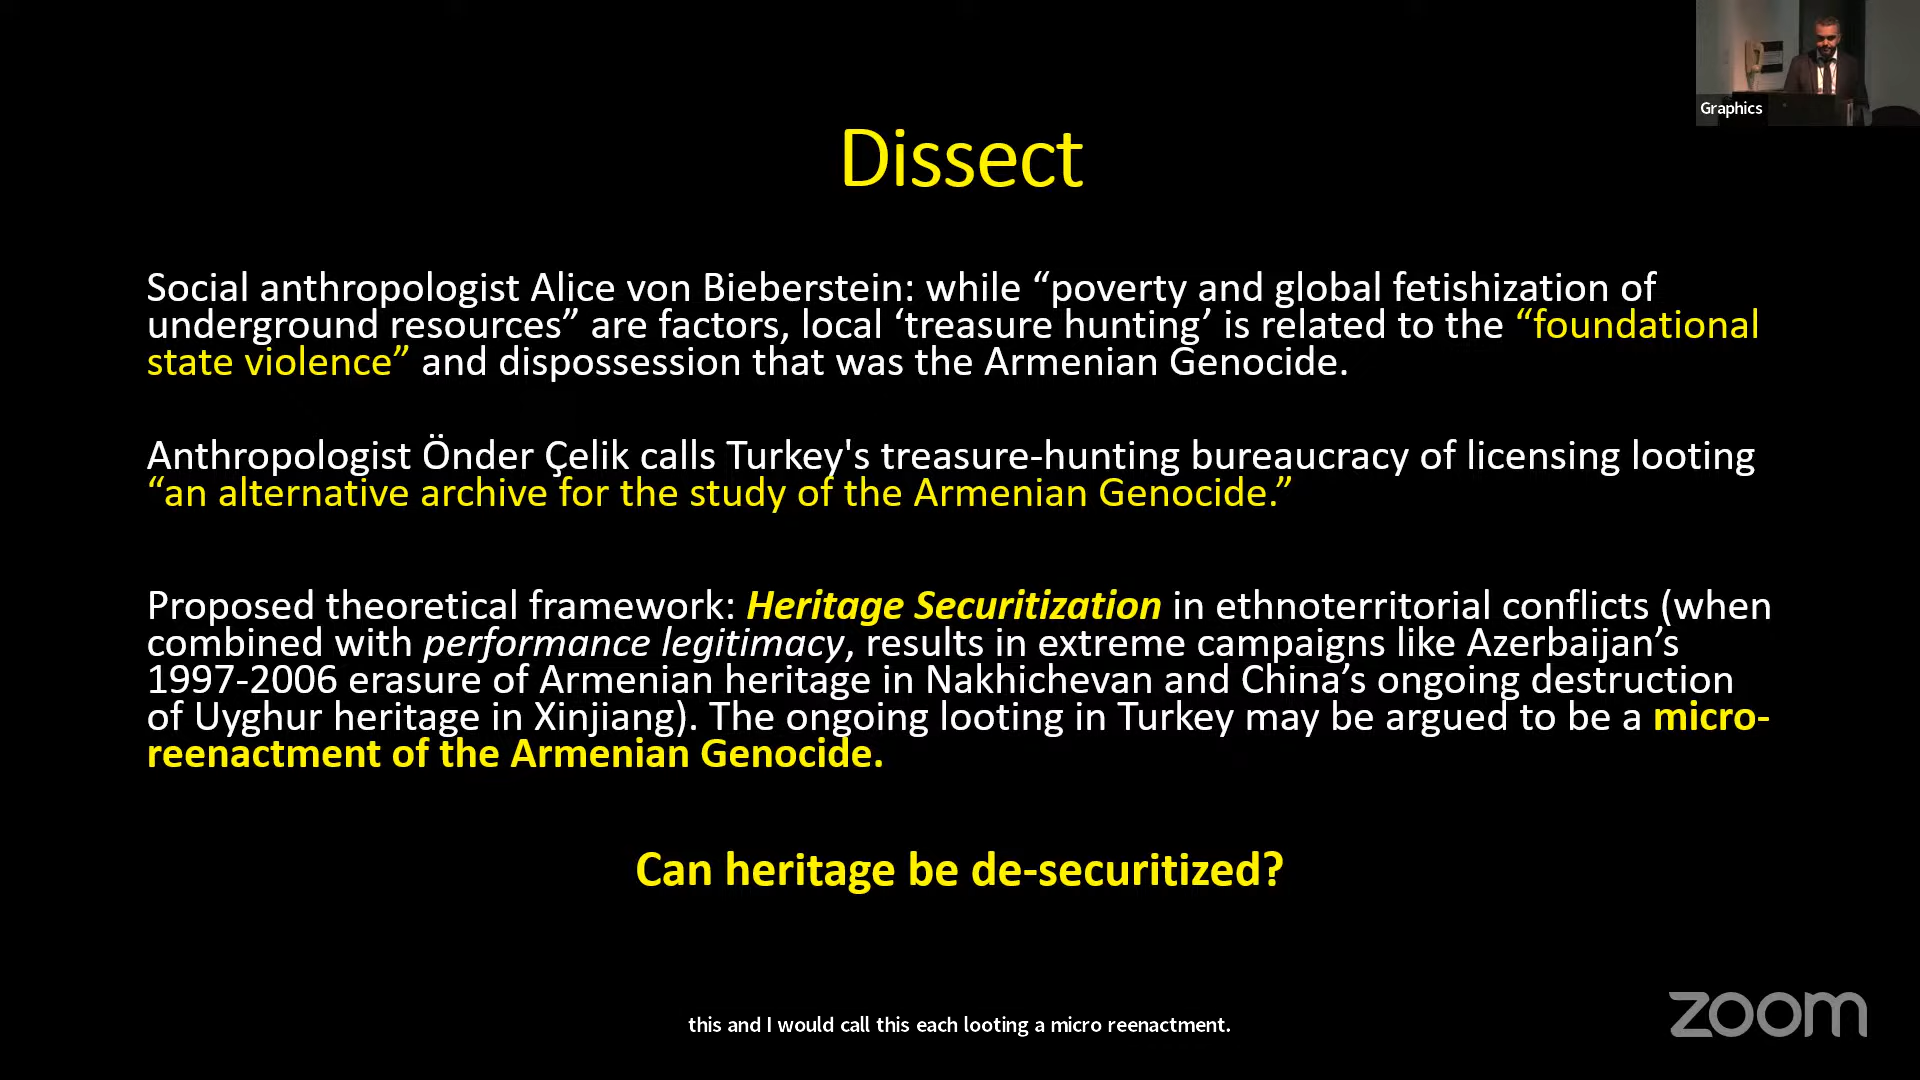 Graphics
Dissect
Social anthropologist Alice von Bieberstein: while “poverty and global fetishization of
underground resources” are factors, local ‘treasure hunting’ is related to the “foundational
state violence” and dispossession that was the Armenian Genocide.
Anthropologist Önder Çelik calls Turkey's treasure-hunting bureaucracy of licensing looting
“an alternative archive for the study of the Armenian Genocide.”
Proposed theoretical framework: Heritage Securitization in ethnoterritorial conflicts (when
combined with performance legitimacy, results in extreme campaigns like Azerbaijan’s
1997-2006 erasure of Armenian heritage in Nakhichevan and China’s ongoing destruction
of Uyghur heritage in Xinjiang). The ongoing looting in Turkey may be argued to be a micro-
reenactment of the Armenian Genocide.
Can heritage be de-securitized?
this and I would call this each looting a micro reenactment.
zoom